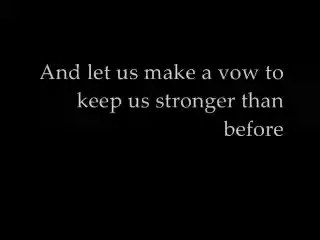 And let us make a vow to
keep us stronger than
before